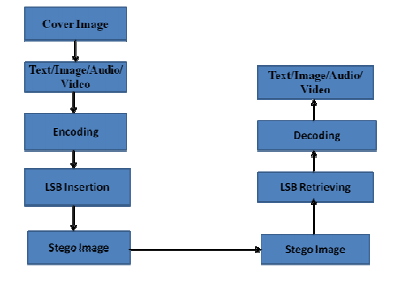 Cover Image
Text/Image/Audio/
Video
Encoding
LSB Insertion
Stego Image
Text/Image/Audio/
Video
Decoding
LSB Retrieving
Stego Image